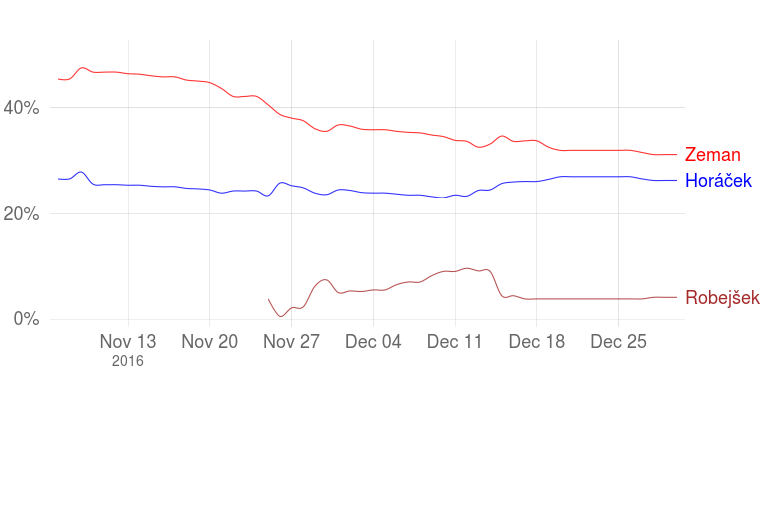 40%
Zeman
Horáček
20%
Robejšek
0%
Nov 13 Nov 20 Nov 27 Dec 04 Dec 11 Dec 18 Dec 25
2016